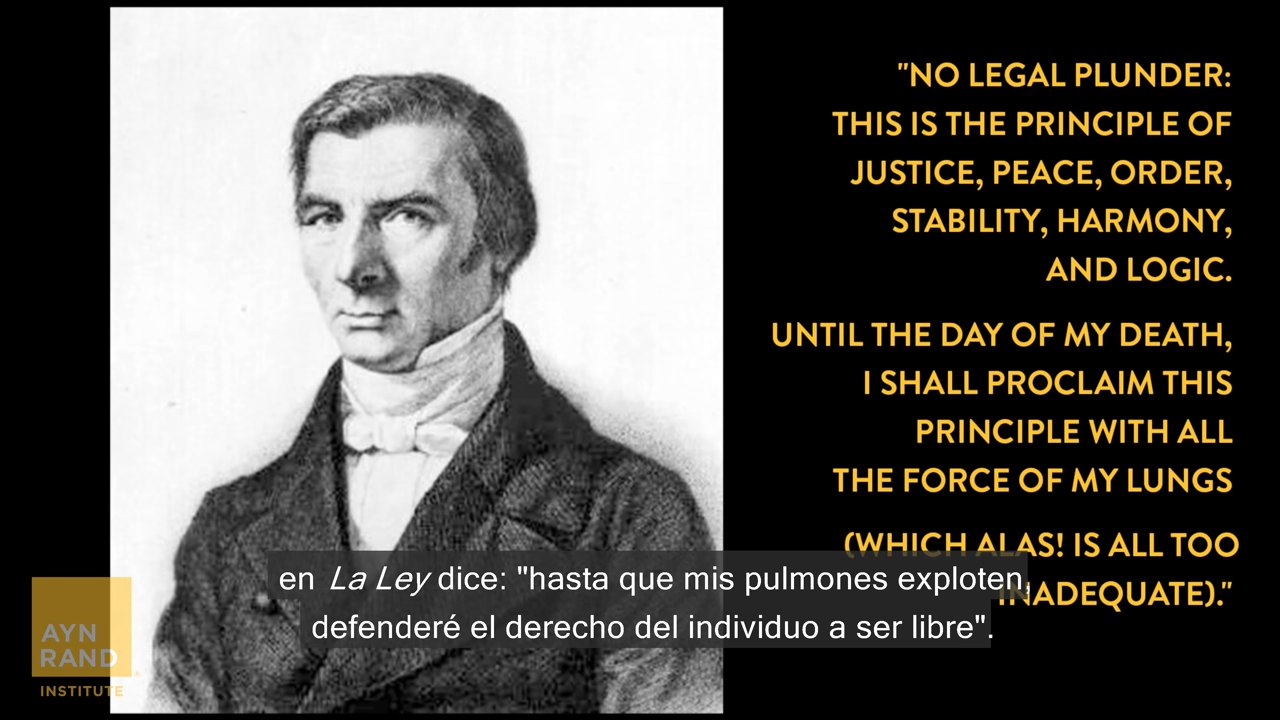 "NO LEGAL PLUNDER:
THIS IS THE PRINCIPLE OF
JUSTICE, PEACE, ORDER,
STABILITY, HARMONY,
AND LOGIC.
UNTIL THE DAY OF MY DEATH,
I SHALL PROCLAIM THIS
PRINCIPLE WITH ALL
THE FORCE OF MY LUNGS
(WHICH ALAS! IS ALL TOO
INADEQUATE)."
en La Ley dice: "hasta que mis pulmones exploten,
defenderé el derecho del individuo a ser libre".
AYN
RAND
INSTITUTE